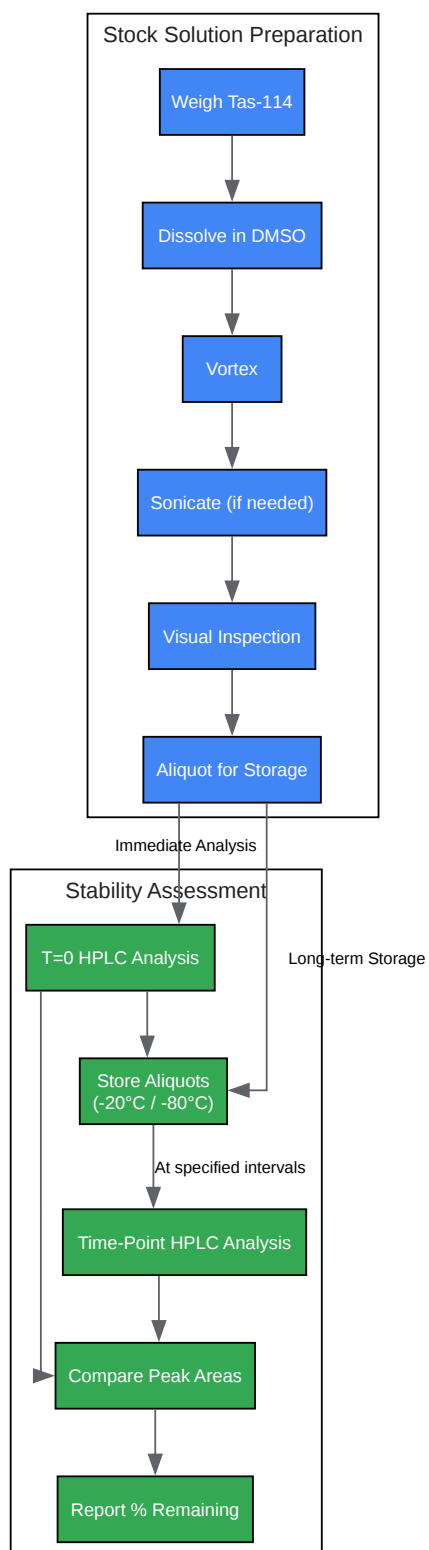 Stock Solution Preparation
Weigh Tas-114
Dissolve in DMSO
Vortex
Sonicate (if needed)
Visual Inspection
Aliquot for Storage
Immediate Analysis
Stability Assessment
T=0 HPLC Analysis
Long-term Storage
Store Aliquots
(-20°C / -80°C)
At specified intervals
Time-Point HPLC Analysis
Compare Peak Areas
Report % Remaining